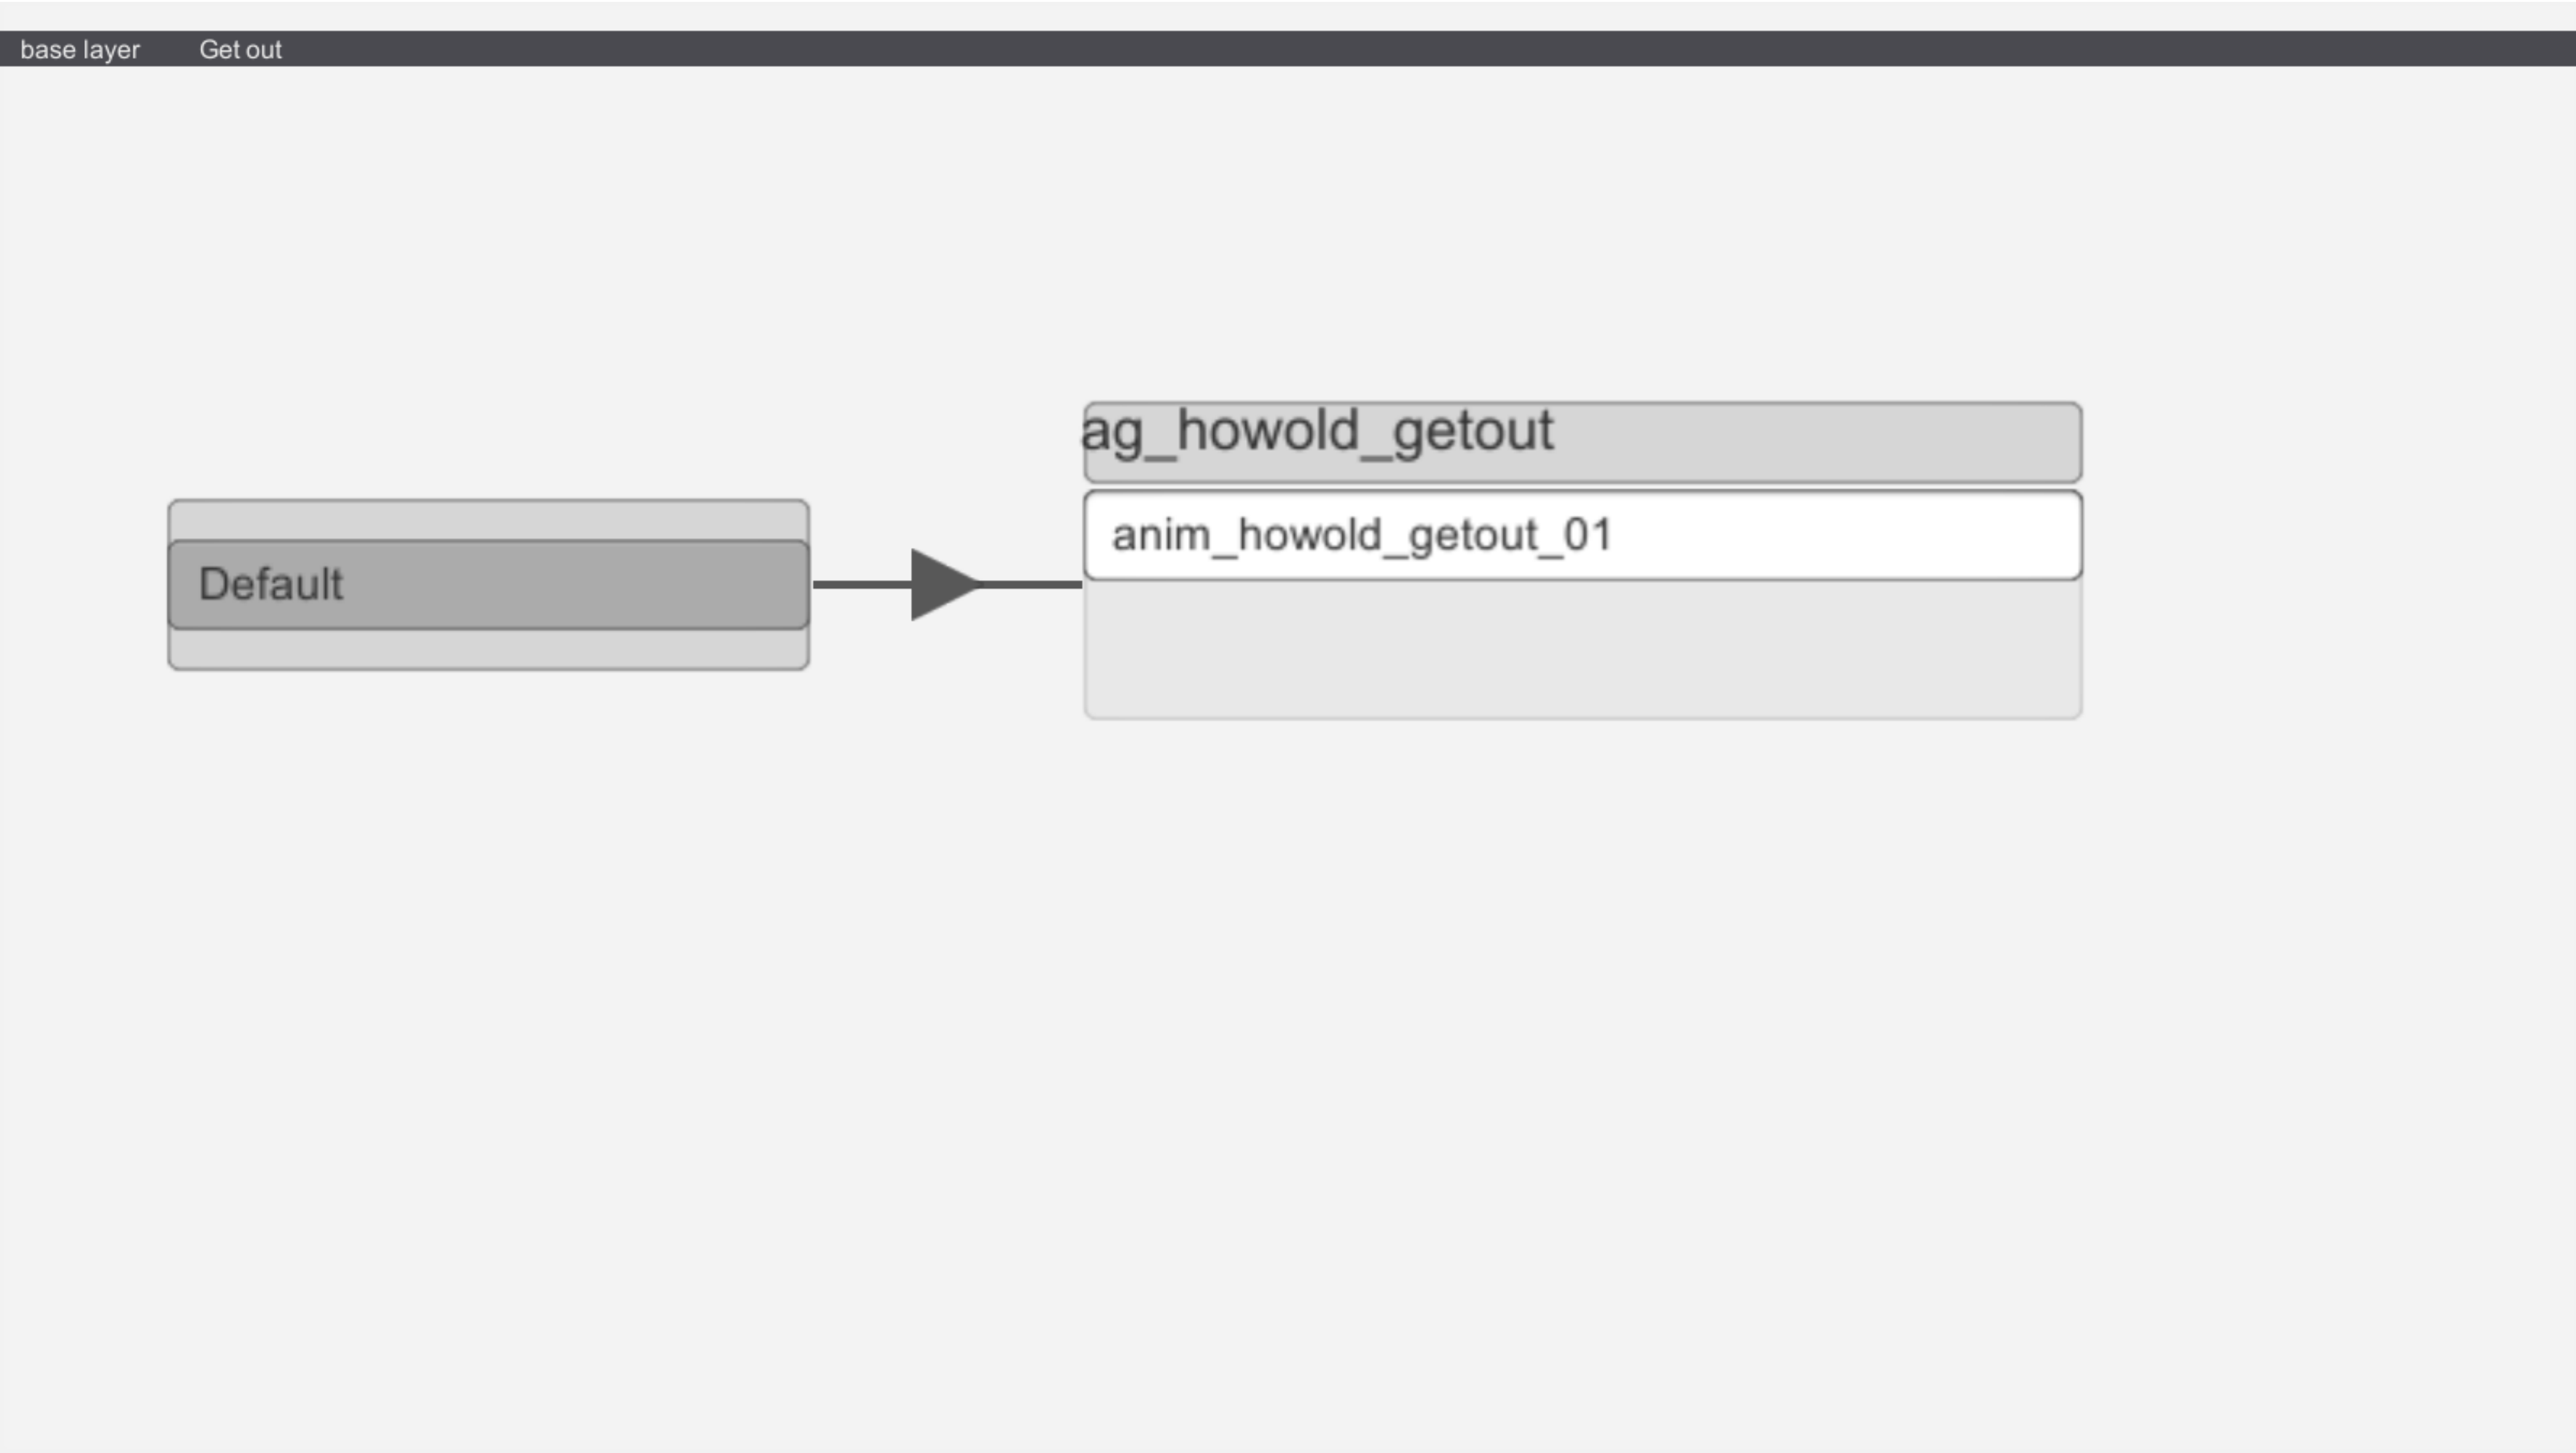 base layer Get out
ag_howold_getout
anim_howold_getout_01
Default